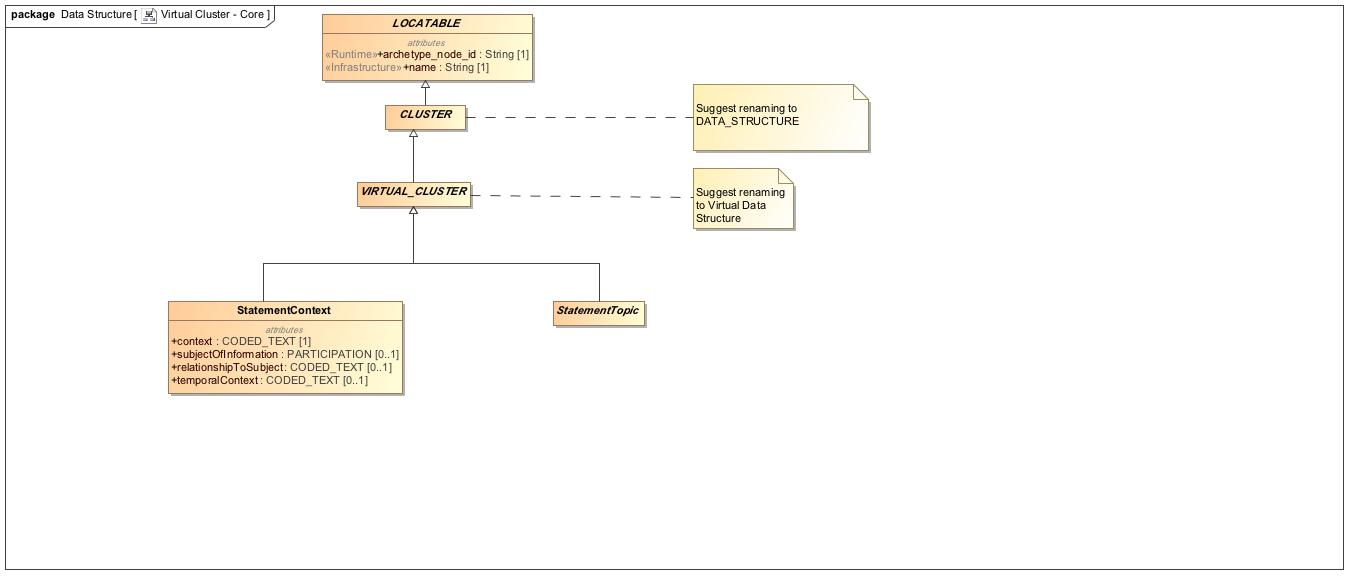 package Data Structure [ Virtual Cluster - Core ]
LOCATABLE
attributes
«Runtime»+archetype_node_id : String [1]
«Infrastructure»+name : String [1]
CLUSTER
Suggest renaming to
DATA_STRUCTURE
VIRTUAL_CLUSTER
Suggest renaming
to Virtual Data
Structure
StatementContext
attributes
+context : CODED_TEXT [1]
+subjectOfInformation : PARTICIPATION [0..1]
+relationshipToSubject : CODED_TEXT [0..1]
+temporalContext : CODED_TEXT [0..1]
StatementTopic